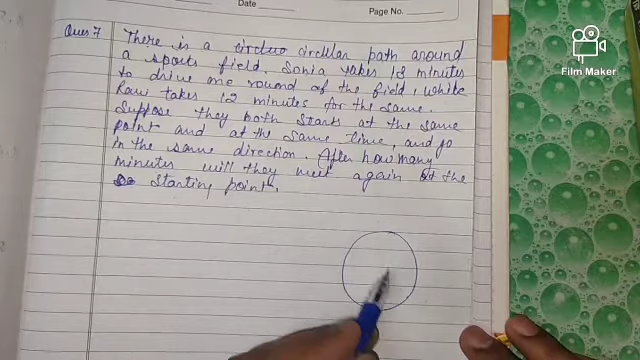 Date
Page No.
Ques 7 There is a circluo circular path around
a sports field. Sonia takes 18 minutes
to drive one round of the field, while
Ravi takes 12 minutes for the same.
Suppose they both starts at the same
point and at the same time, and go
in the same direction. After how many
minutes will they meet again at the
starting point.
Film Maker